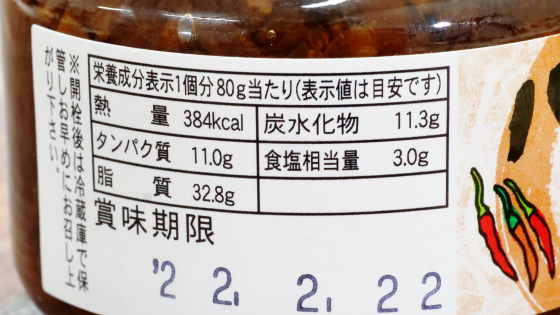 栄養成分表示1個分80g当たり(表示値は目安です)
熱量 384kcal 炭水化物 11.3g
タンパク質 11.0g 食塩相当量 3.0g
脂質 32.8g
賞味期限
'22. 2. 22
※開栓後は冷蔵庫で保
管しお早めにお召し上
がり下さい。